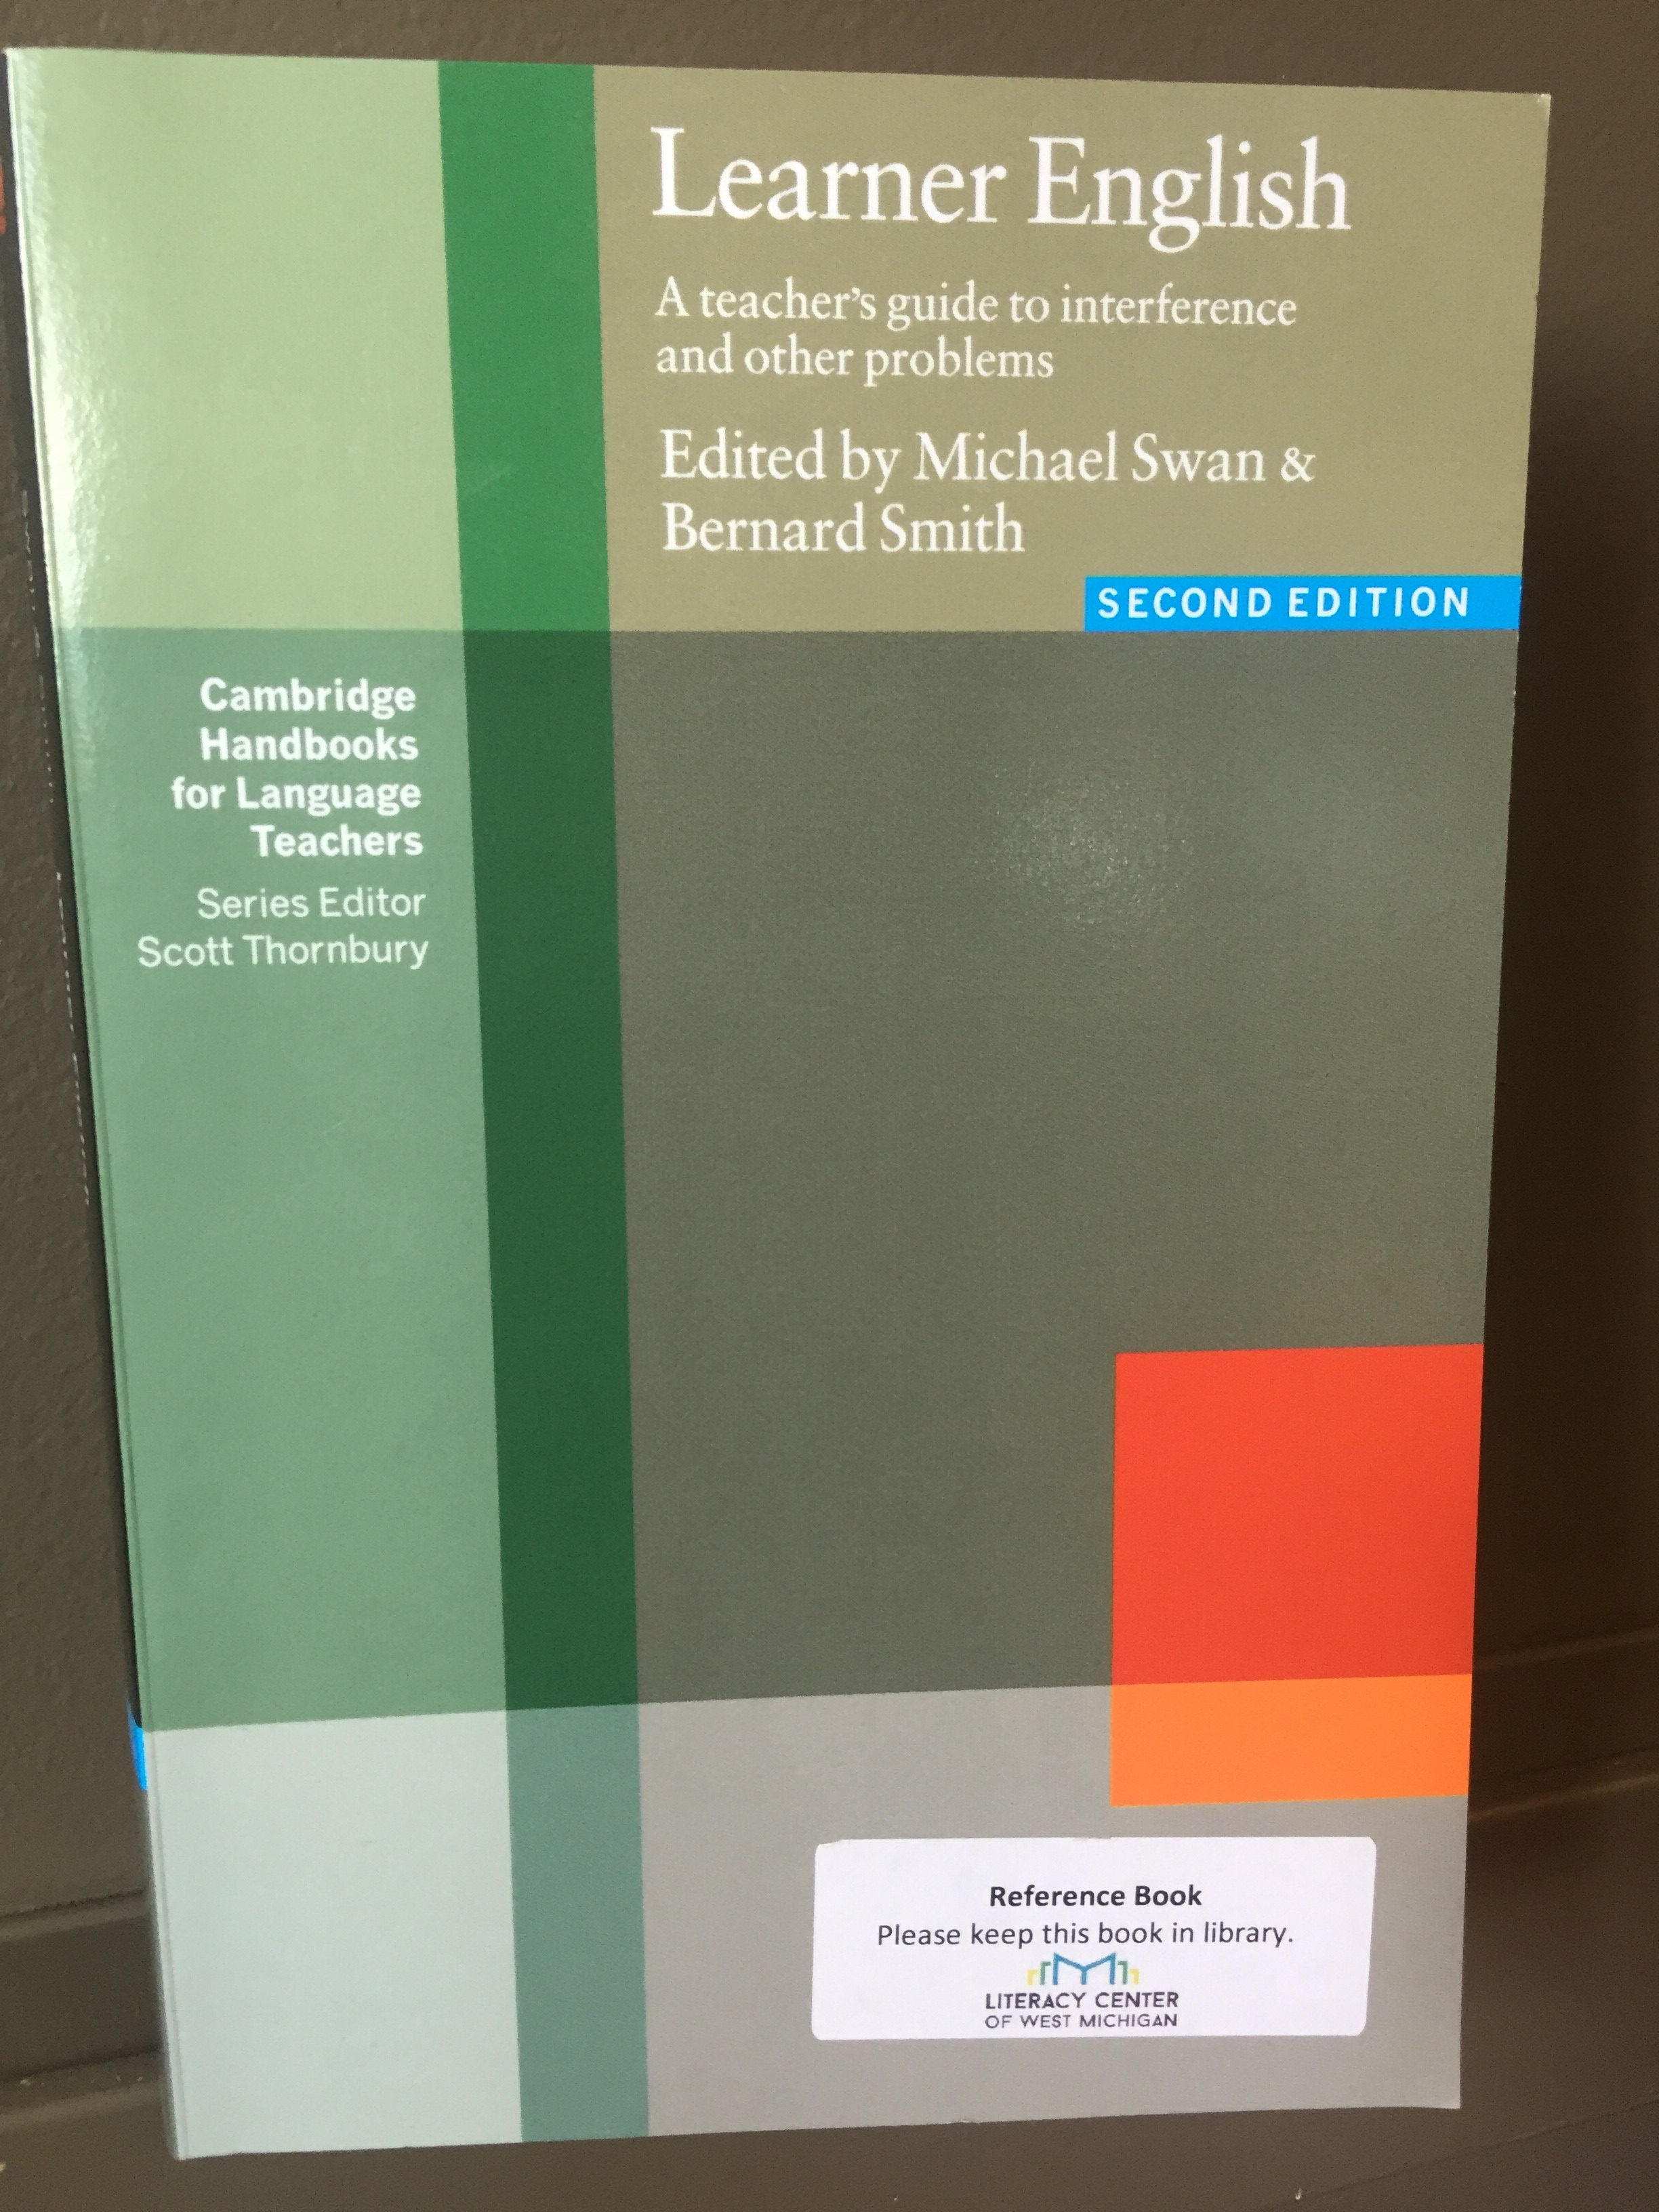 Learner English
A teacher's guide to interference
and other problems
Edited by Michael Swan &
Bernard Smith
SECOND EDITION
Cambridge
Handbooks
for Language
Teachers
Series Editor
Scott Thornbury
Reference Book
Please keep this book in library.
LITERACY CENTER
OF WEST MICHIGAN